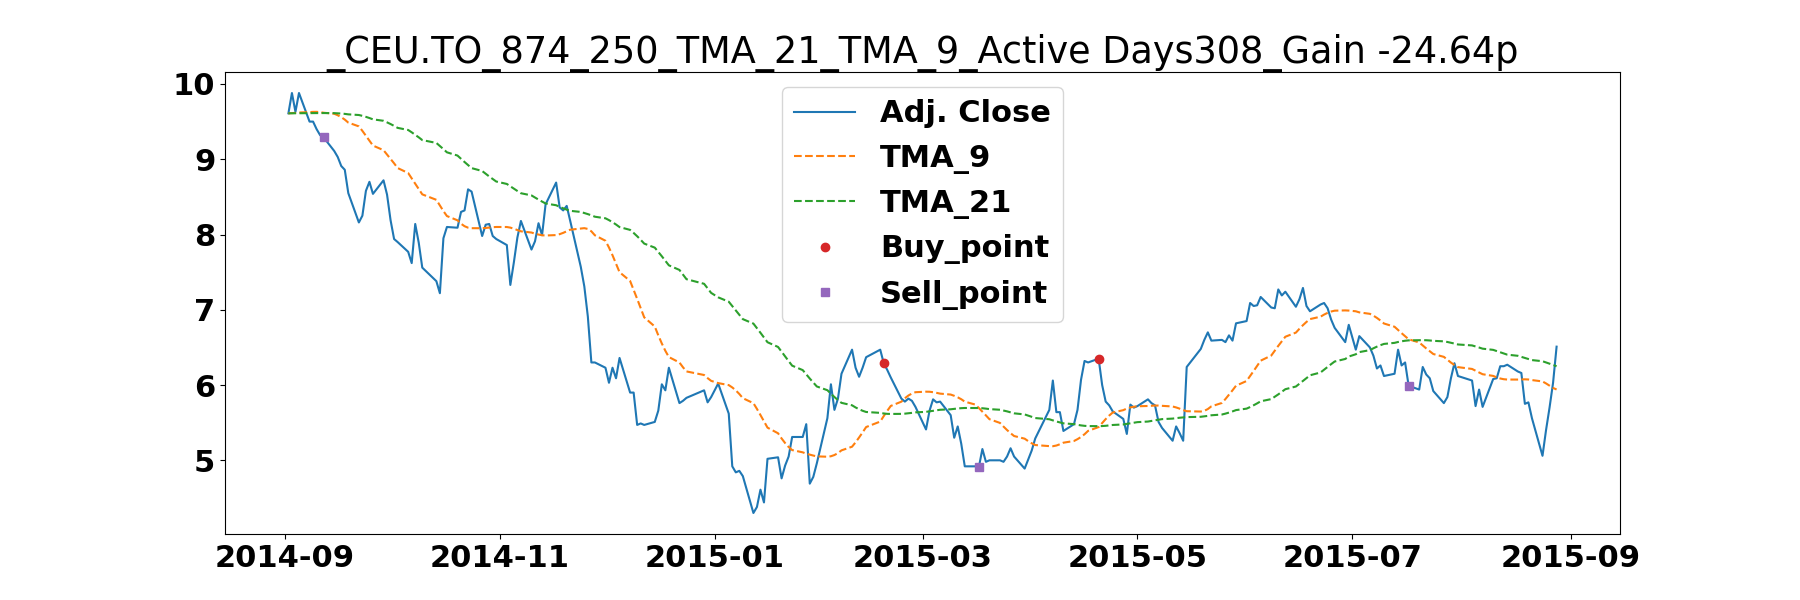 _CEU.TO_874_250_TMA_21_TMA_9_Active Days308_Gain -24.64p
10
9
8
7
6
5
Adj. Close
TMA_9
TMA_21
Buy_point
Sell_point
2014-09 2014-11 2015-01 2015-03 2015-05 2015-07 2015-09